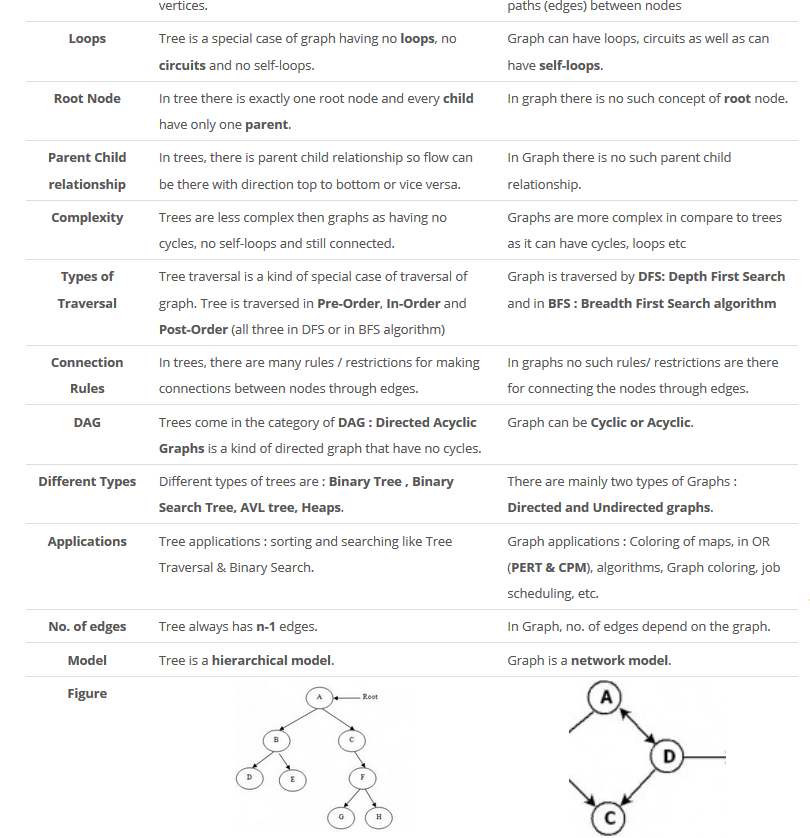 vertices.
paths (edges) between nodes
Loops
Tree is a special case of graph having no loops, no
circuits and no self-loops.
Graph can have loops, circuits as well as can
have self-loops.
Root Node
In tree there is exactly one root node and every child
have only one parent.
In graph there is no such concept of root node.
Parent Child
relationship
In trees, there is parent child relationship so flow can
be there with direction top to bottom or vice versa.
In Graph there is no such parent child
relationship.
Complexity
Trees are less complex then graphs as having no
cycles, no self-loops and still connected.
Graphs are more complex in compare to trees
as it can have cycles, loops etc
Types of
Traversal
Tree traversal is a kind of special case of traversal of
graph. Tree is traversed in Pre-Order, In-Order and
Post-Order (all three in DFS or in BFS algorithm)
Graph is traversed by DFS: Depth First Search
and in BFS : Breadth First Search algorithm
Connection
Rules
In trees, there are many rules / restrictions for making
connections between nodes through edges.
In graphs no such rules/ restrictions are there
for connecting the nodes through edges.
DAG
Trees come in the category of DAG : Directed Acyclic
Graphs is a kind of directed graph that have no cycles.
Graph can be Cyclic or Acyclic.
Different Types
Different types of trees are : Binary Tree , Binary
Search Tree, AVL tree, Heaps.
There are mainly two types of Graphs :
Directed and Undirected graphs.
Applications
Tree applications : sorting and searching like Tree
Traversal & Binary Search.
Graph applications : Coloring of maps, in OR
(PERT & CPM), algorithms, Graph coloring, job
scheduling, etc.
No. of edges
Tree always has n-1 edges.
In Graph, no. of edges depend on the graph.
Model
Tree is a hierarchical model.
Graph is a network model.
Figure
A
Root
B
C
D
E
F
G
H
A
D
C